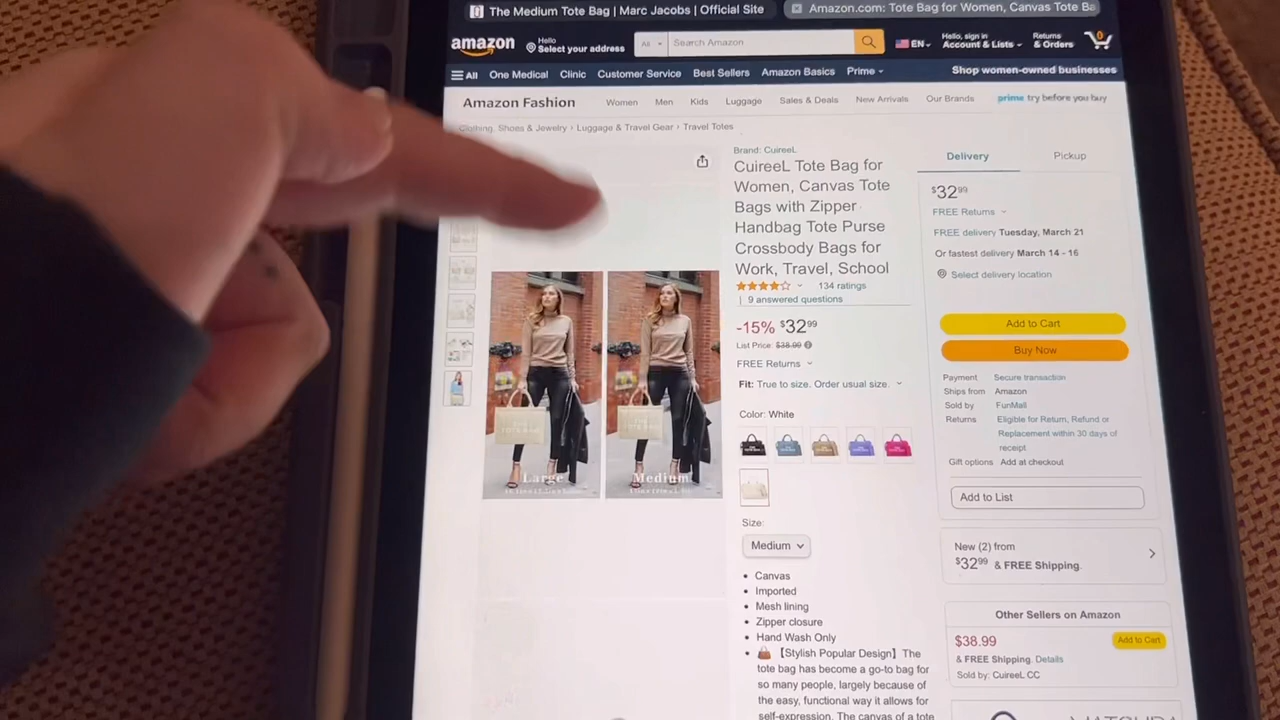 The Medium Tote Bag | Marc Jacobs | Official Site
Amazon.com: Tote Bag for Women, Canvas Tote Ba
amazon
Hello
Select your address
All
Search Amazon
EN
Hello, sign in
Account & Lists
Returns
& Orders
0
All
One Medical
Clinic
Customer Service
Best Sellers
Amazon Basics
Prime
Shop women-owned businesses
Amazon Fashion
Women
Men
Kids
Luggage
Sales & Deals
New Arrivals
Our Brands
prime try before you buy
Clothing, Shoes & Jewelry › Luggage & Travel Gear › Travel Totes
Brand: CuireeL
CuireeL Tote Bag for
Women, Canvas Tote
Bags with Zipper
Handbag Tote Purse
Crossbody Bags for
Work, Travel, School
134 ratings
| 9 answered questions
-15% $32 99
List Price: $38.99
FREE Returns
Fit: True to size. Order usual size.
Color: White
Size:
Medium
• Canvas
• Imported
• Mesh lining
• Zipper closure
• Hand Wash Only
• 👜【Stylish Popular Design】The
tote bag has become a go-to bag for
so many people, largely because of
the easy, functional way it allows for
self-expression. The canvas of a tote
THE
TOTE BAG
Large
THE
TOTE BAG
Medium
Delivery
Pickup
$32 99
FREE Returns
FREE delivery Tuesday, March 21
Or fastest delivery March 14 - 16
Select delivery location
Add to Cart
Buy Now
Payment Secure transaction
Ships from Amazon
Sold by FunMall
Returns Eligible for Return, Refund or
Replacement within 30 days of
receipt
Gift options Add at checkout
Add to List
New (2) from
$32 99 & FREE Shipping.
Other Sellers on Amazon
$38.99
Add to Cart
& FREE Shipping. Details
Sold by: CuireeL CC